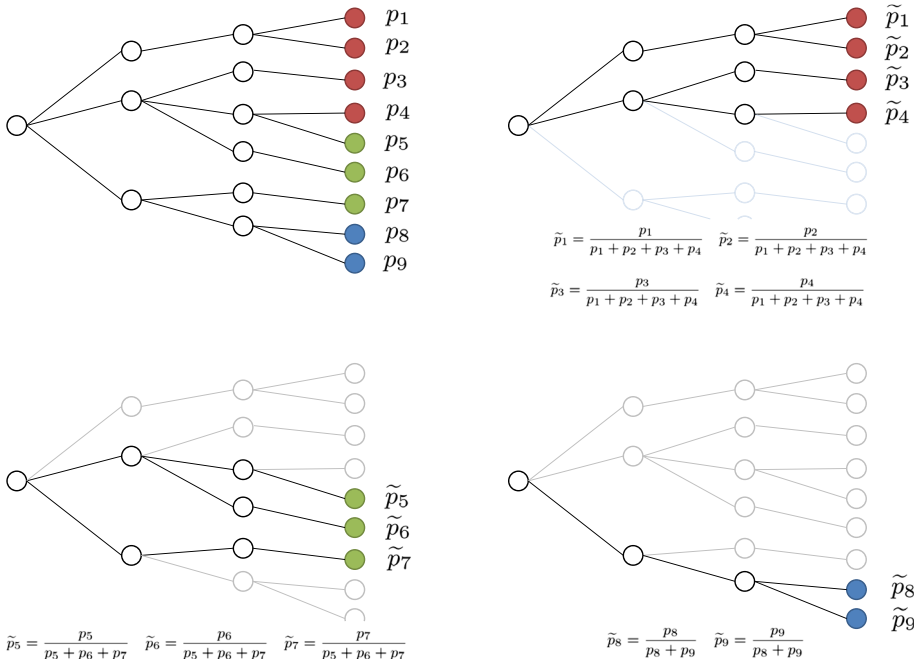 p₁
p₂
p₃
p₄
p₅
p₆
p₇
p₈
p₉
p̃₁
p̃₂
p̃₃
p̃₄
p̃₁ = p₁ / (p₁ + p₂ + p₃ + p₄) p̃₂ = p₂ / (p₁ + p₂ + p₃ + p₄)
p̃₃ = p₃ / (p₁ + p₂ + p₃ + p₄) p̃₄ = p₄ / (p₁ + p₂ + p₃ + p₄)
p̃₅
p̃₆
p̃₇
p̃₅ = p₅ / (p₅ + p₆ + p₇) p̃₆ = p₆ / (p₅ + p₆ + p₇) p̃₇ = p₇ / (p₅ + p₆ + p₇)
p̃₈
p̃₉
p̃₈ = p₈ / (p₈ + p₉) p̃₉ = p₉ / (p₈ + p₉)